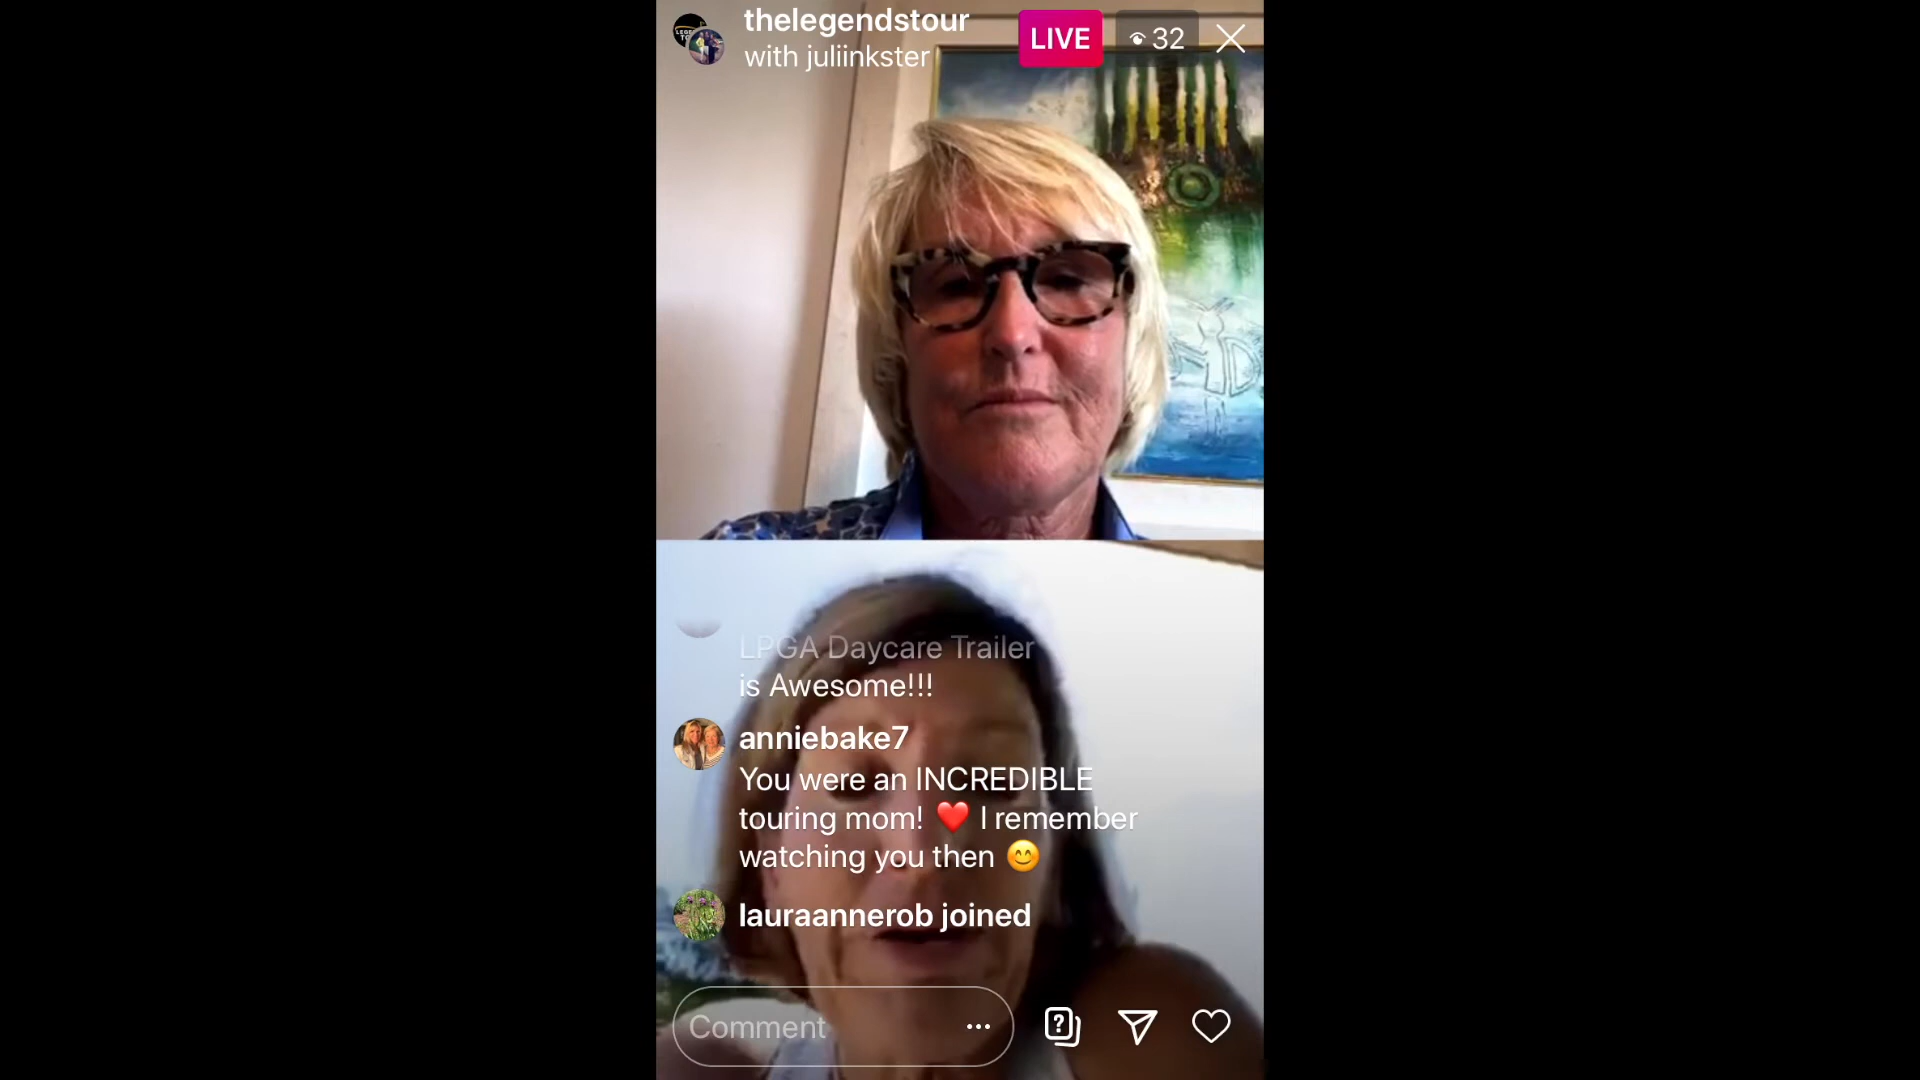 thelegendstour
with juliinkster
LIVE
32
LPGA Daycare Trailer
is Awesome!!!
anniebake7
You were an INCREDIBLE
touring mom! ❤️ I remember
watching you then 😊
lauraannerob joined
Comment